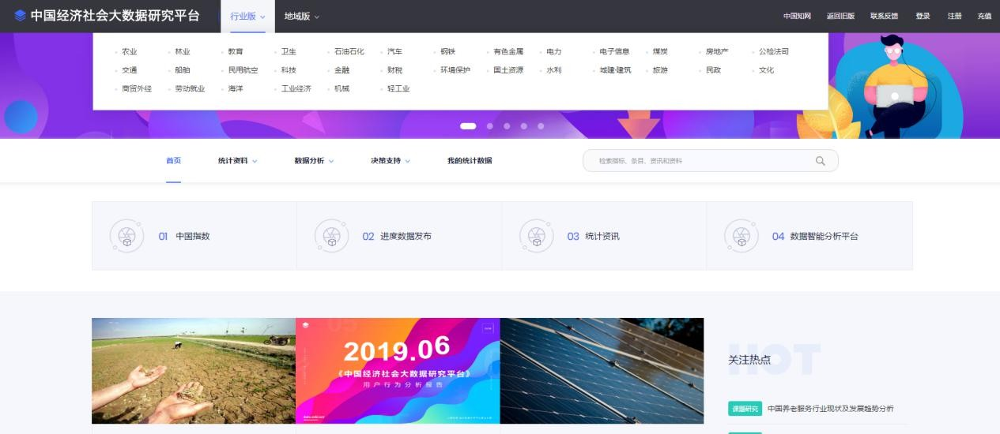 中国经济社会大数据研究平台 行业版 地域版 中国知网 返回旧版 联系反馈 登录 注册 充值
农业 林业 教育 卫生 石油石化 汽车 钢铁 有色金属 电力 电子信息 煤炭 房地产 公检法司
交通 船舶 民用航空 科技 金融 财税 环境保护 国土资源 水利 城建·建筑 旅游 民政 文化
商贸外经 劳动就业 海洋 工业经济 机械 轻工业
首页 统计资料 数据分析 决策支持 我的统计数据 检索指标、条目、资讯和资料
01 中国指数 02 进度数据发布 03 统计资讯 04 数据智能分析平台
2019.06
《中国经济社会大数据研究平台》
用户行为分析报告
HOT
关注热点
课题研究 中国养老服务行业现状及发展趋势分析